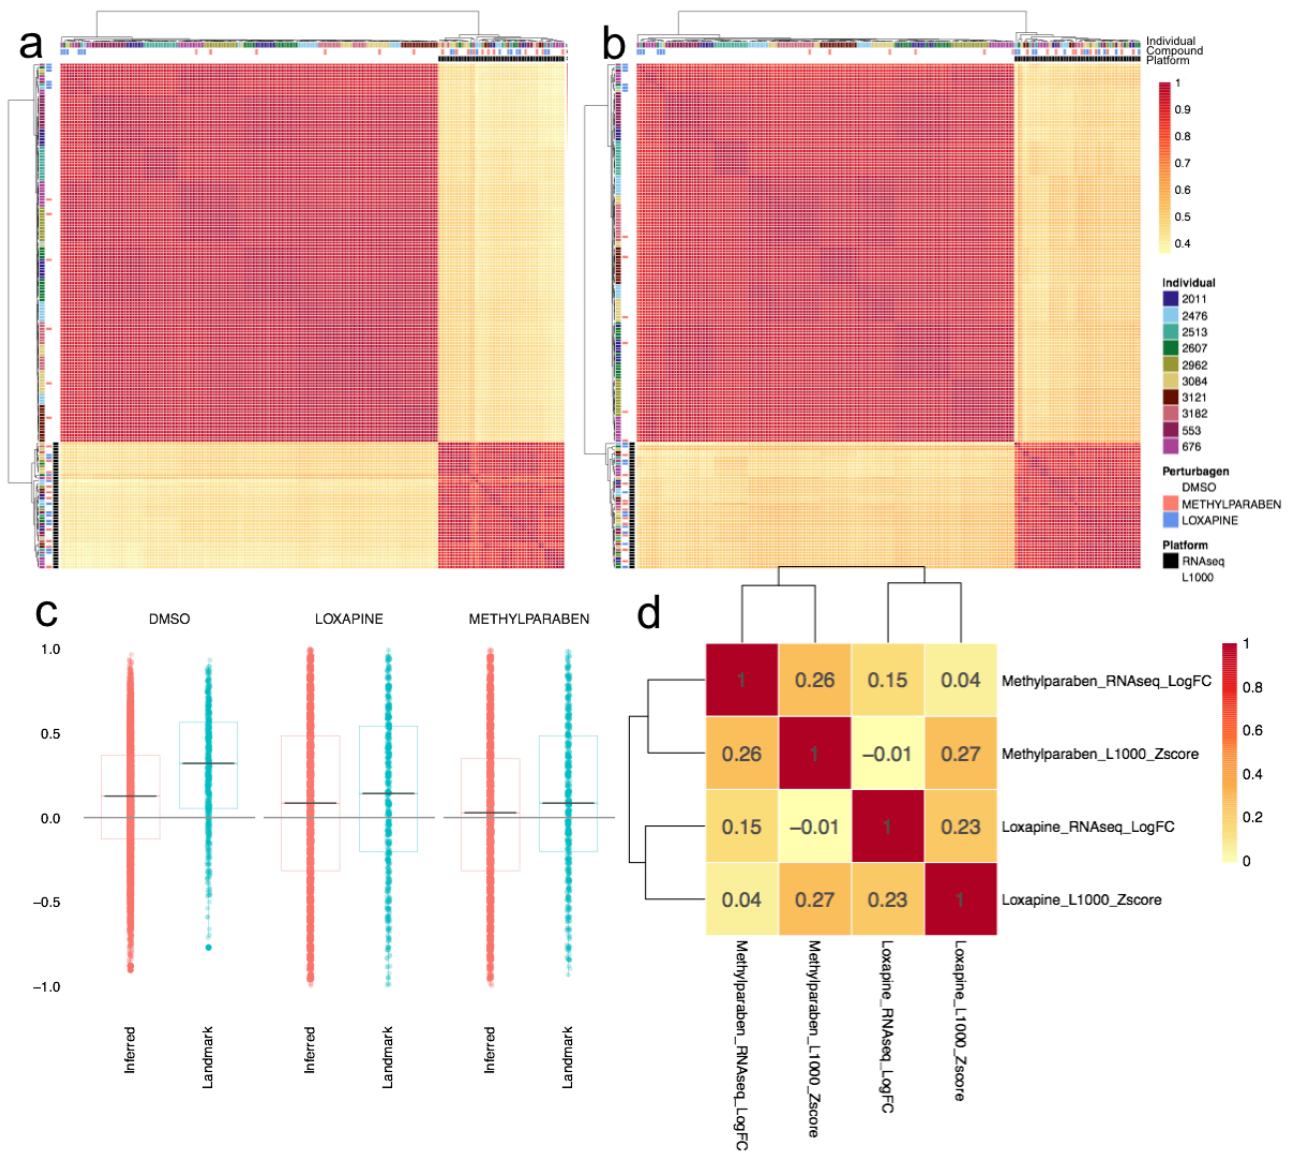 a
b
Individual
Compound
Platform
1
0.9
0.8
0.7
0.6
0.5
0.4
Individual
2011
2476
2513
2607
2962
3084
3121
3182
553
676
Perturbagen
DMSO
METHYLPARABEN
LOXAPINE
Platform
RNAseq
L1000
c
DMSO LOXAPINE METHYLPARABEN
1.0
0.5
0.0
−0.5
−1.0
Inferred Landmark Inferred Landmark Inferred Landmark
d
1 0.26 0.15 0.04 Methylparaben_RNAseq_LogFC
0.26 1 −0.01 0.27 Methylparaben_L1000_Zscore
0.15 −0.01 1 0.23 Loxapine_RNAseq_LogFC
0.04 0.27 0.23 1 Loxapine_L1000_Zscore
Methylparaben_RNAseq_LogFC
Methylparaben_L1000_Zscore
Loxapine_RNAseq_LogFC
Loxapine_L1000_Zscore
1
0.8
0.6
0.4
0.2
0